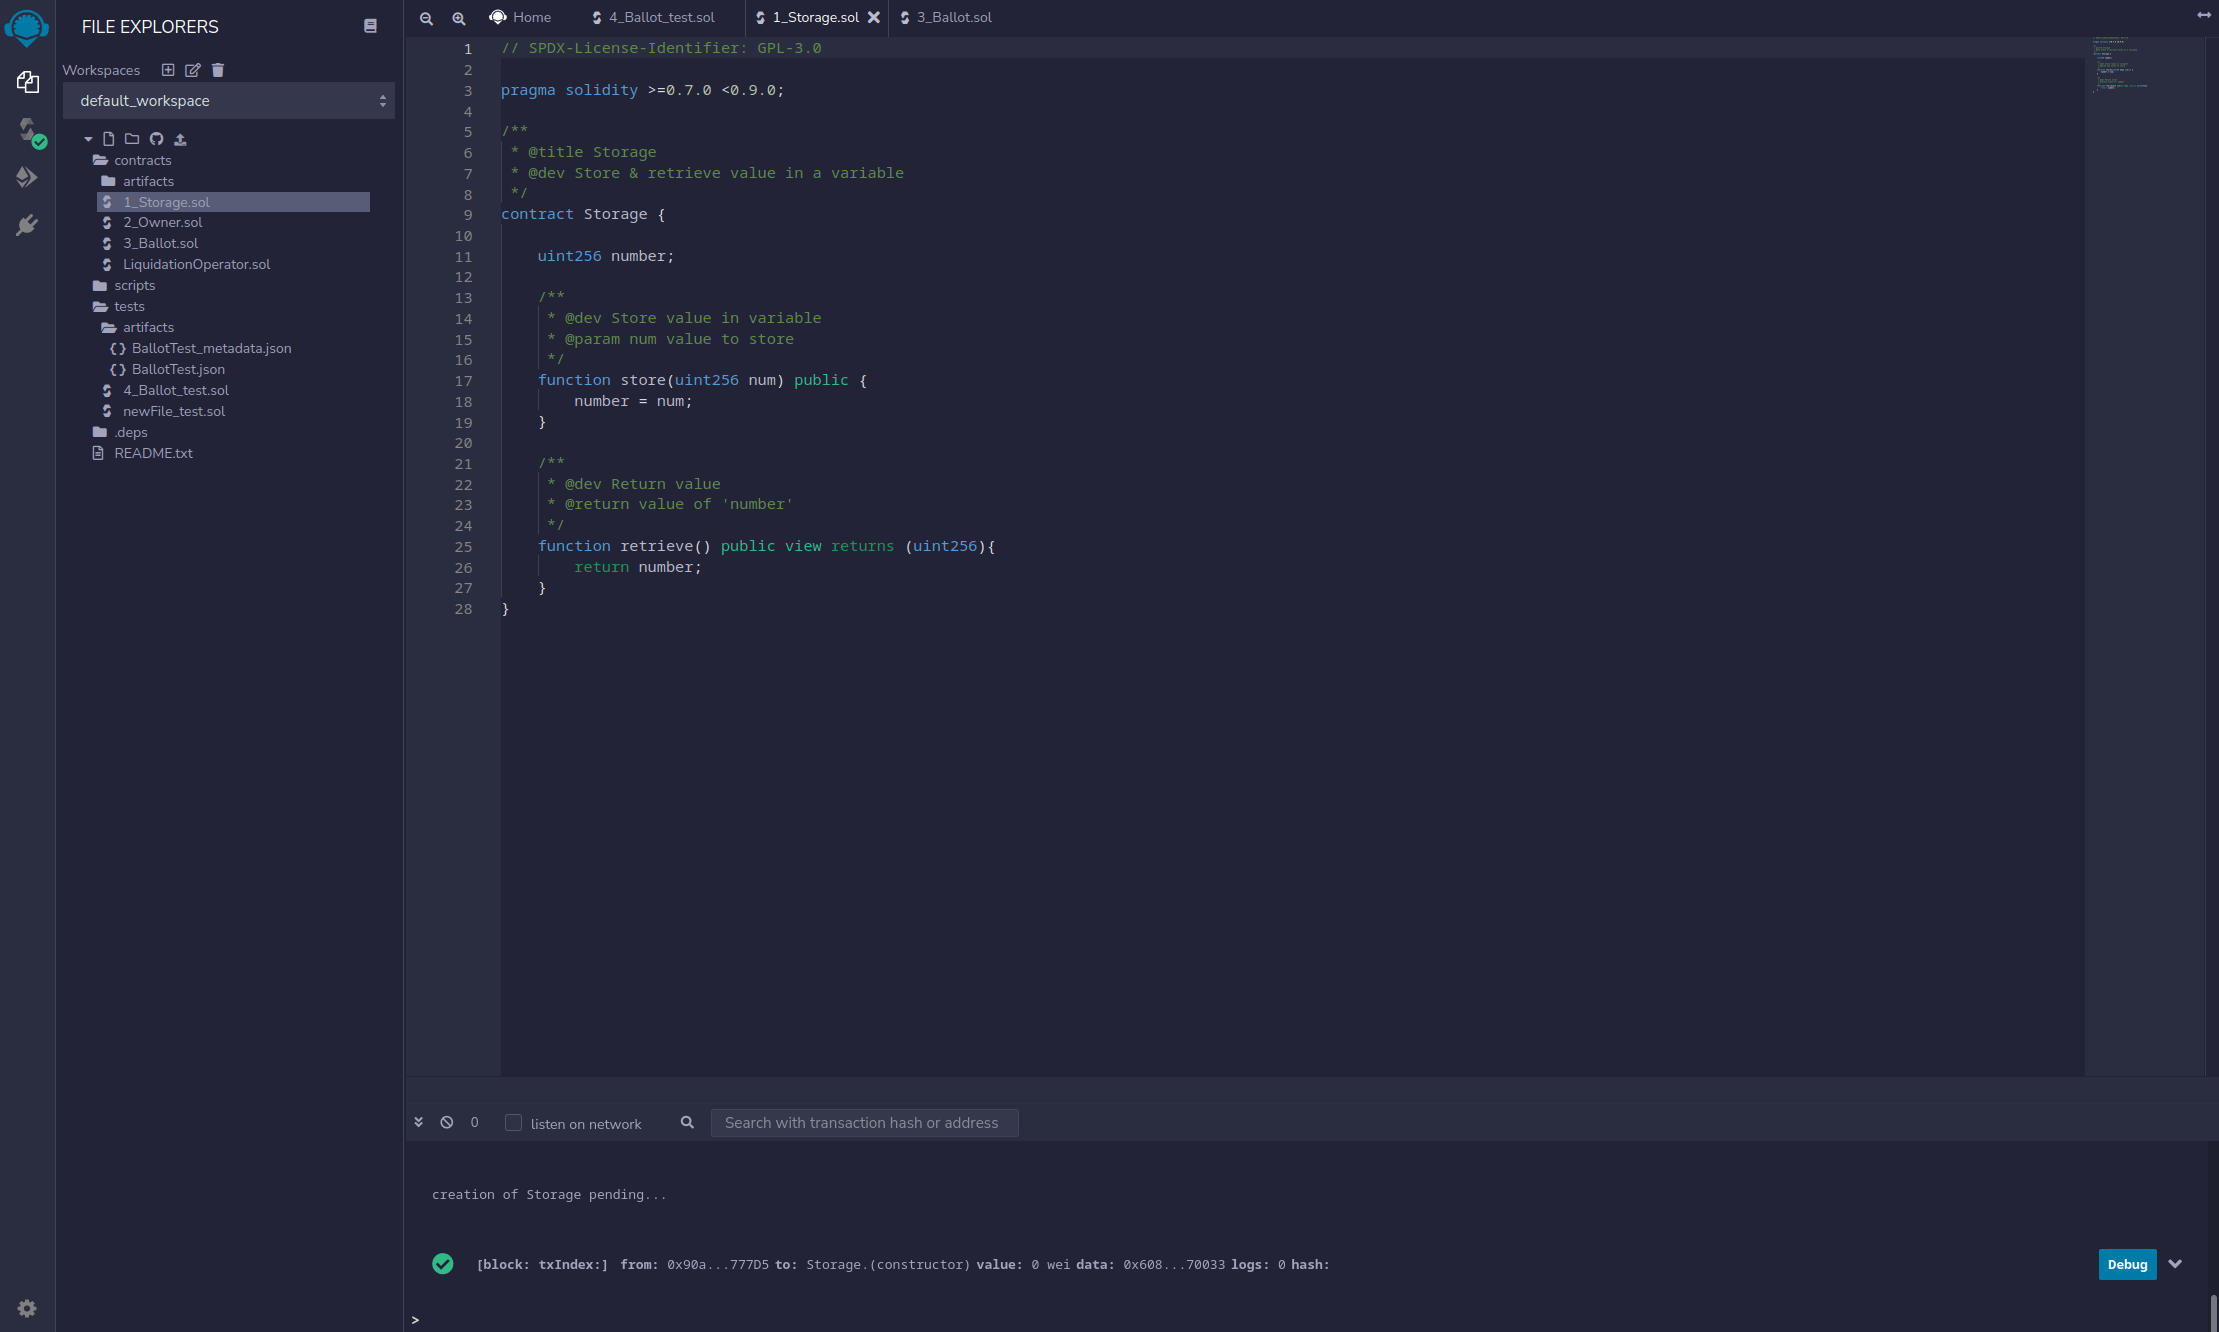 FILE EXPLORERS
Workspaces
default_workspace
contracts
artifacts
1_Storage.sol
2_Owner.sol
3_Ballot.sol
LiquidationOperator.sol
scripts
tests
artifacts
BallotTest_metadata.json
BallotTest.json
4_Ballot_test.sol
newFile_test.sol
.deps
README.txt
Home 4_Ballot_test.sol 1_Storage.sol 3_Ballot.sol
1 // SPDX-License-Identifier: GPL-3.0
2
3 pragma solidity >=0.7.0 <0.9.0;
4
5 /**
6 * @title Storage
7 * @dev Store & retrieve value in a variable
8 */
9 contract Storage {
10
11 uint256 number;
12
13 /**
14 * @dev Store value in variable
15 * @param num value to store
16 */
17 function store(uint256 num) public {
18 number = num;
19 }
20
21 /**
22 * @dev Return value
23 * @return value of 'number'
24 */
25 function retrieve() public view returns (uint256){
26 return number;
27 }
28 }
0 listen on network Search with transaction hash or address
creation of Storage pending...
[block: txIndex:] from: 0x90a...777D5 to: Storage.(constructor) value: 0 wei data: 0x608...70033 logs: 0 hash: Debug
>